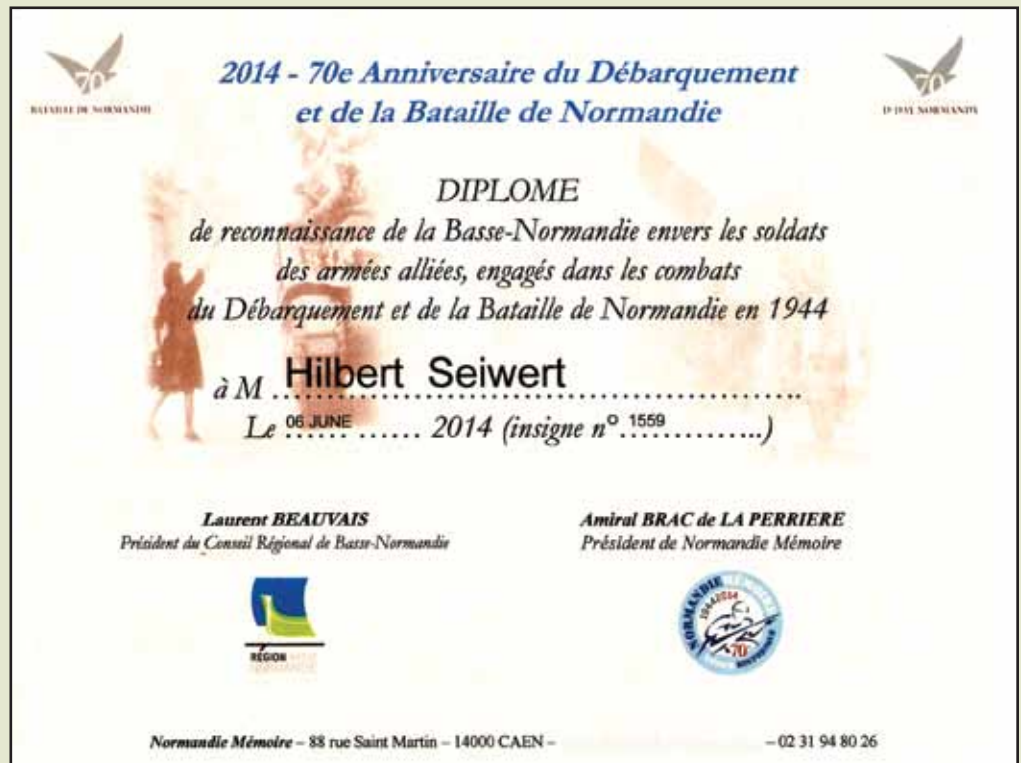 70
BATAILLE DE NORMANDIE
2014 - 70e Anniversaire du Débarquement
et de la Bataille de Normandie
70
D-DAY NORMANDY
DIPLOME
de reconnaissance de la Basse-Normandie envers les soldats
des armées alliées, engagés dans les combats
du Débarquement et de la Bataille de Normandie en 1944
à M Hilbert Seiwert
Le 06 JUNE 2014 (insigne n° 1559)
Laurent BEAUVAIS
Président du Conseil Régional de Basse-Normandie
Amiral BRAC de LA PERRIERE
Président de Normandie Mémoire
RÉGION
NORMANDIE MÉMOIRE
70
Normandie Mémoire – 88 rue Saint Martin – 14000 CAEN – – 02 31 94 80 26